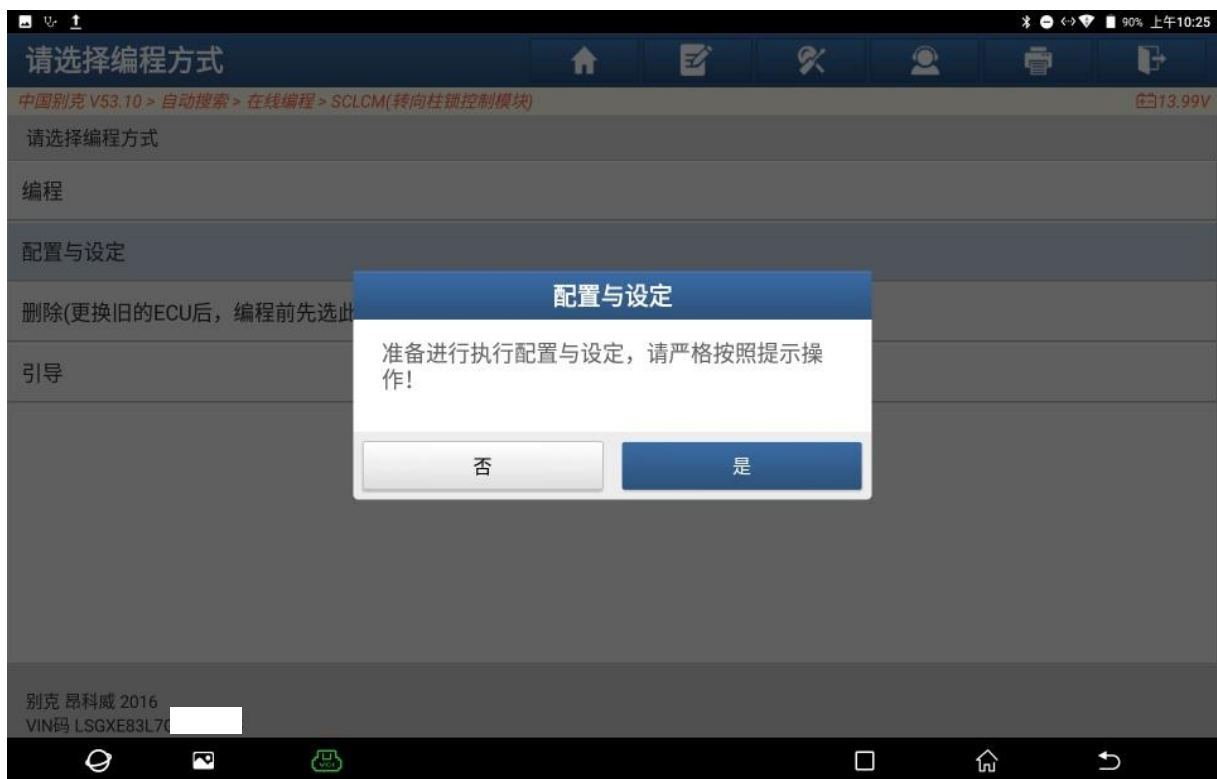 90% 上午10:25
请选择编程方式
中国别克 V53.10 > 自动搜索 > 在线编程 > SCLCM(转向柱锁控制模块)
13.99V
请选择编程方式
编程
配置与设定
删除(更换旧的ECU后，编程前先选此
引导
配置与设定
准备进行执行配置与设定，请严格按照提示操
作!
否
是
别克 昂科威 2016
VIN码 LSGXE83L7
VCI